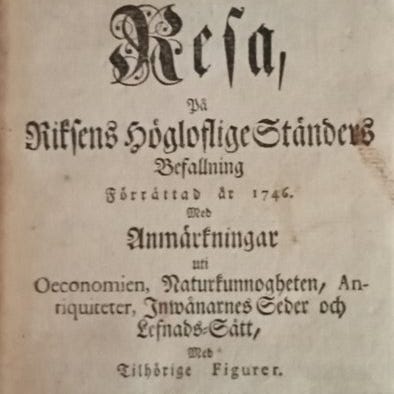 Resa,
På
Riksens Högloflige Ständers
Befallning
Förrättad år 1746.
Med
Anmärkningar
uti
Oeconomien, Naturkunnogheten, An-
tiquiteter, Inwånarnes Seder och
Lefnads-Sätt,
Med
Tilhörige Figurer.